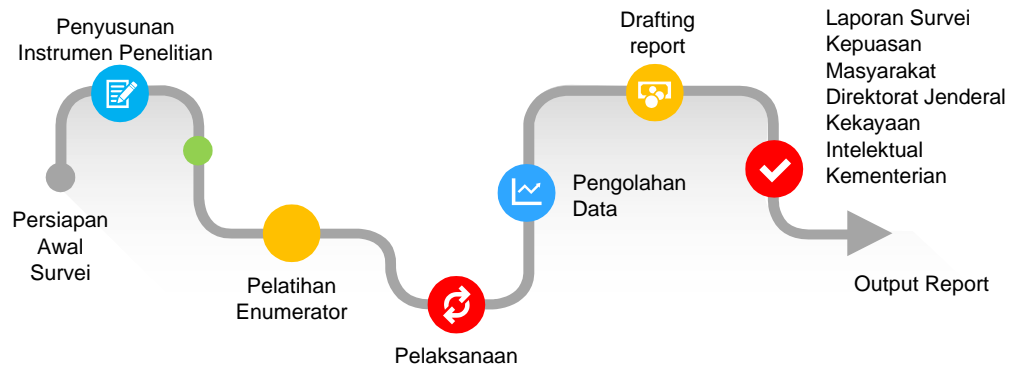 Penyusunan
Instrumen Penelitian
Persiapan
Awal
Survei
Pelatihan
Enumerator
Pelaksanaan
Pengolahan
Data
Drafting
report
Laporan Survei
Kepuasan
Masyarakat
Direktorat Jenderal
Kekayaan
Intelektual
Kementerian
Output Report